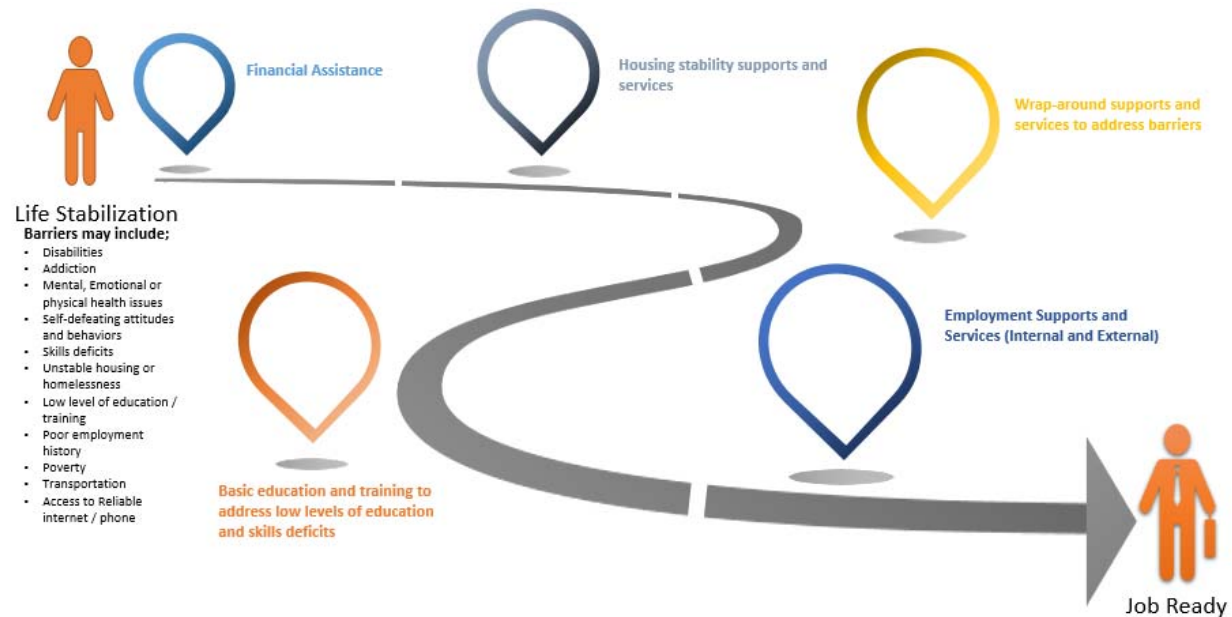 Financial Assistance
Housing stability supports and
services
Wrap-around supports and
services to address barriers
Life Stabilization
Barriers may include;
• Disabilities
• Addiction
• Mental, Emotional or
physical health issues
• Self-defeating attitudes
and behaviors
• Skills deficits
• Unstable housing or
homelessness
• Low level of education /
training
• Poor employment
history
• Poverty
• Transportation
• Access to Reliable
internet / phone
Basic education and training to
address low levels of education
and skills deficits
Employment Supports and
Services (Internal and External)
Job Ready